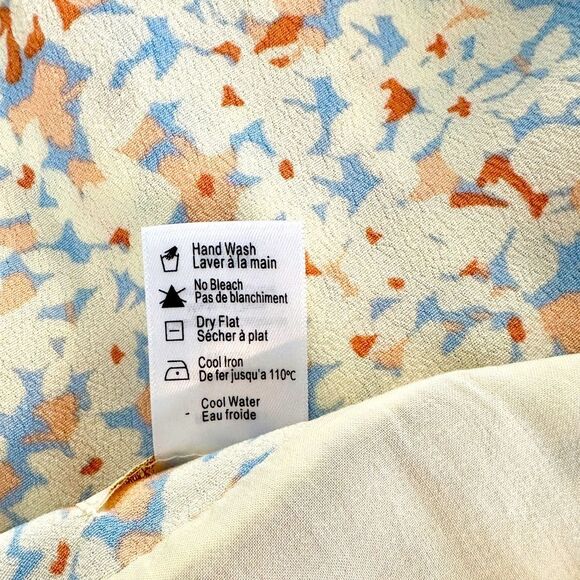 Hand Wash
Laver à la main
No Bleach
Pas de blanchiment
Dry Flat
Sécher à plat
Cool Iron
De fer jusqu'a 110℃
- Cool Water
Eau froide